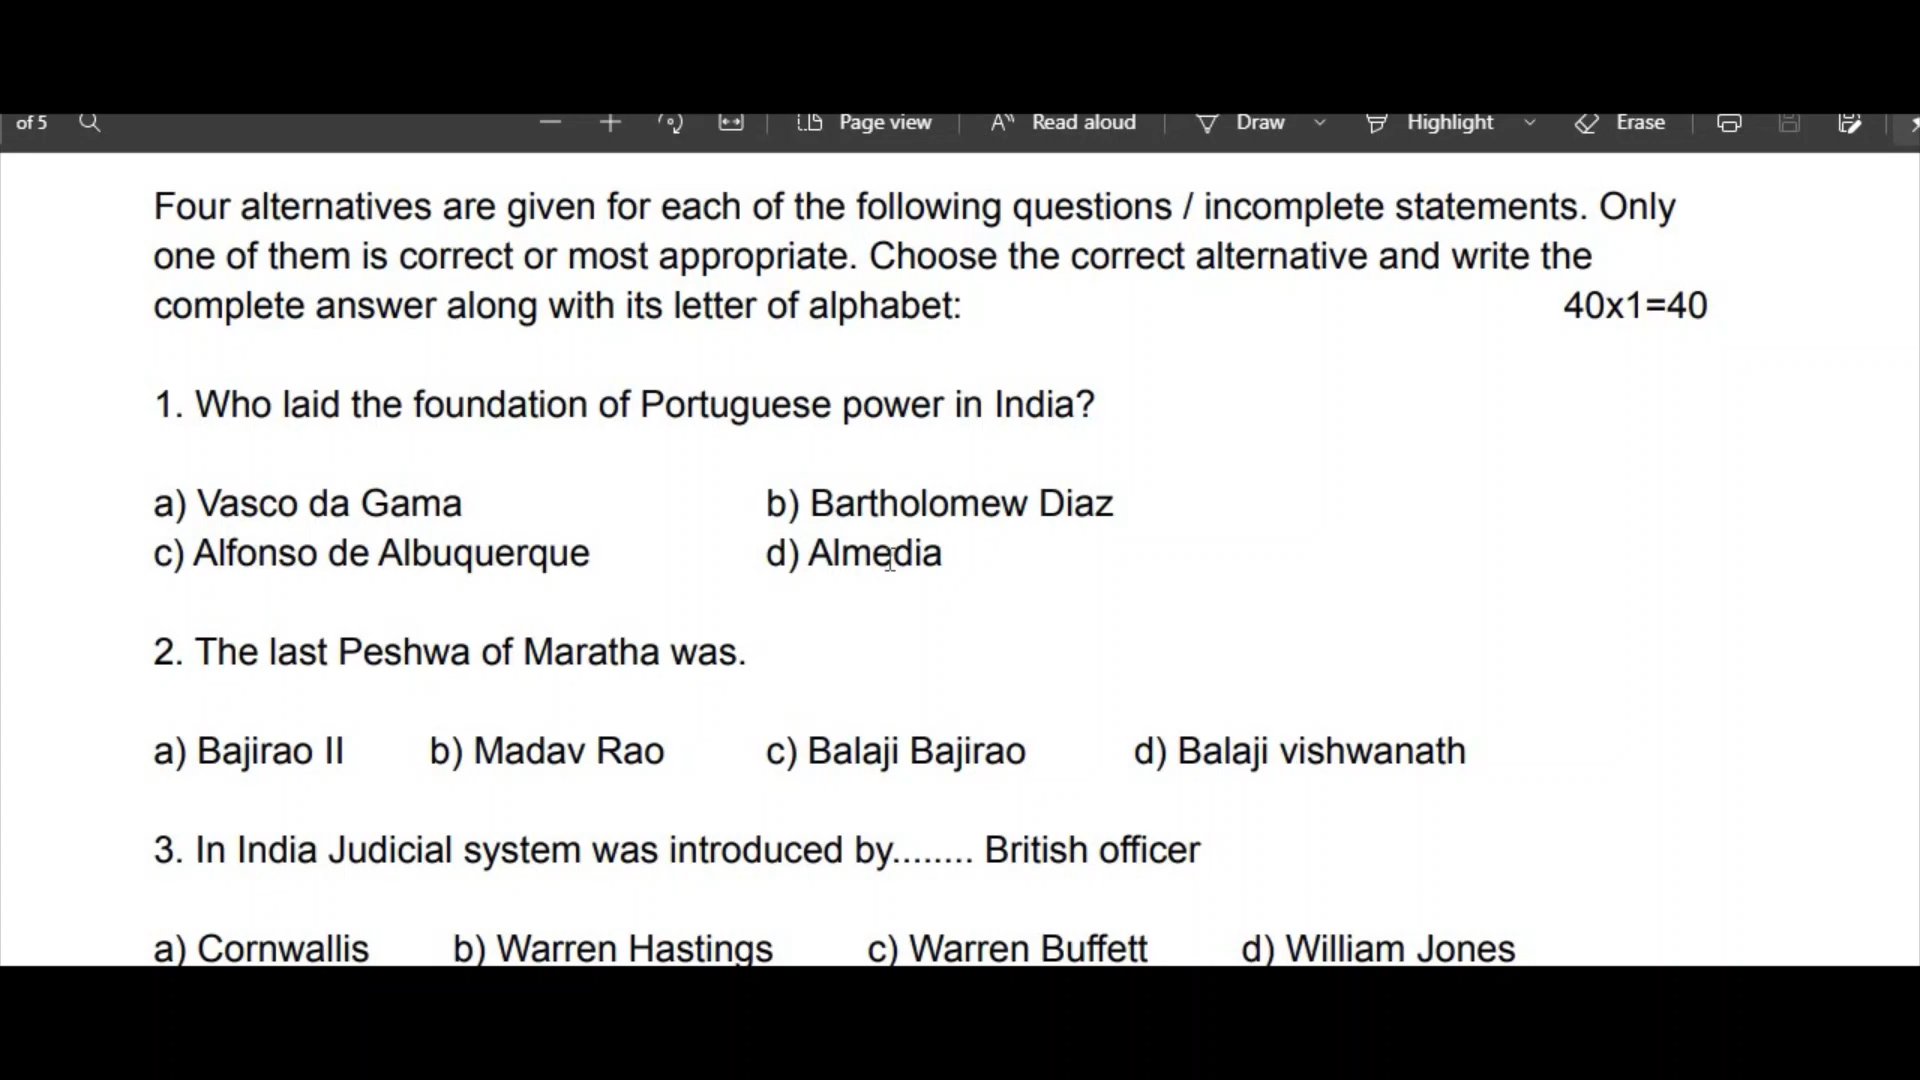 of 5 Page view Read aloud Draw Highlight Erase
Four alternatives are given for each of the following questions / incomplete statements. Only
one of them is correct or most appropriate. Choose the correct alternative and write the
complete answer along with its letter of alphabet: 40x1=40
1. Who laid the foundation of Portuguese power in India?
a) Vasco da Gama b) Bartholomew Diaz
c) Alfonso de Albuquerque d) Almedia
2. The last Peshwa of Maratha was.
a) Bajirao II b) Madav Rao c) Balaji Bajirao d) Balaji vishwanath
3. In India Judicial system was introduced by........ British officer
a) Cornwallis b) Warren Hastings c) Warren Buffett d) William Jones